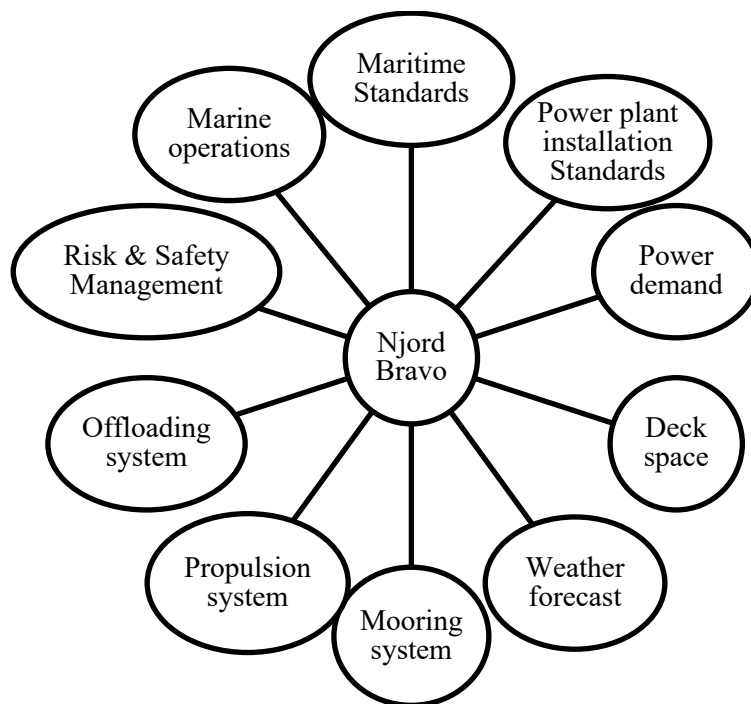 Maritime
Standards
Marine
operations
Power plant
installation
Standards
Risk & Safety
Management
Power
demand
Njord
Bravo
Offloading
system
Deck
space
Propulsion
system
Weather
forecast
Mooring
system